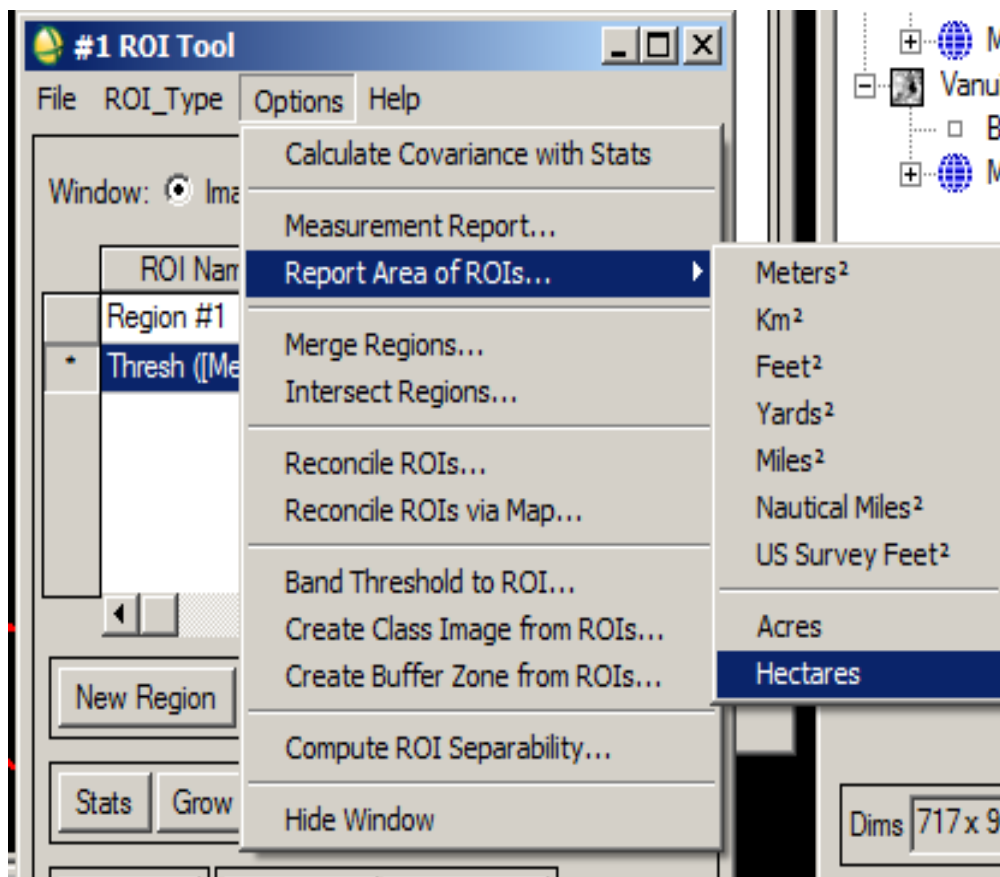 #1 ROI Tool
File ROI_Type Options Help
Window:
ROI
Region #1
Thresh
New Region
Stats Grow
Calculate Covariance with Stats
Measurement Report...
Report Area of ROIs...
Merge Regions...
Intersect Regions...
Reconcile ROIs...
Reconcile ROIs via Map...
Band Threshold to ROI...
Create Class Image from ROIs...
Create Buffer Zone from ROIs...
Compute ROI Separability...
Hide Window
Meters²
Km²
Feet²
Yards²
Miles²
Nautical Miles²
US Survey Feet²
Acres
Hectares
Dims 717 x